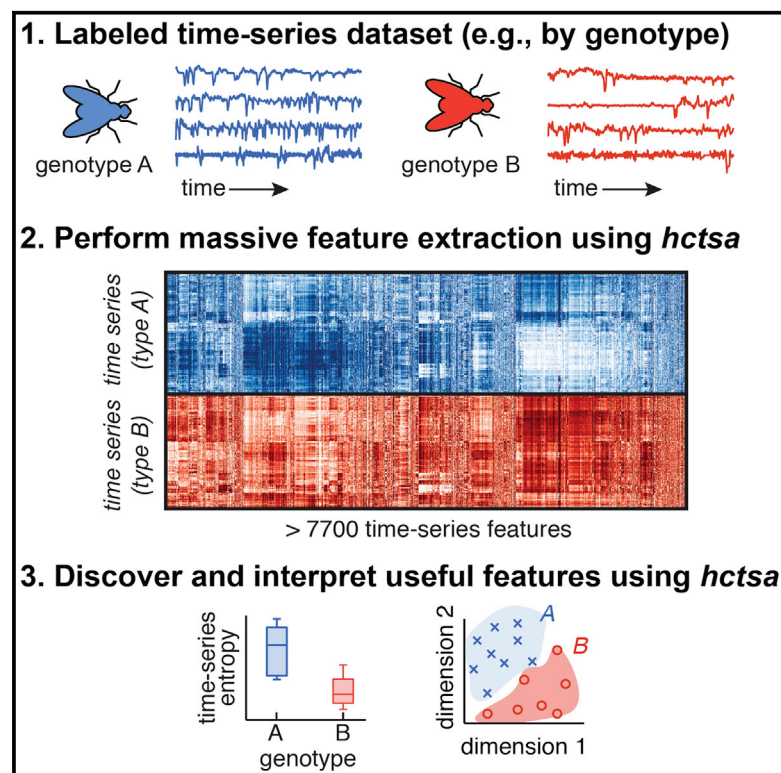 1. Labeled time-series dataset (e.g., by genotype)
genotype A
time
genotype B
time
2. Perform massive feature extraction using hctsa
time series
(type A)
time series
(type B)
> 7700 time-series features
3. Discover and interpret useful features using hctsa
time-series
entropy
A
B
genotype
dimension 2
A
B
dimension 1